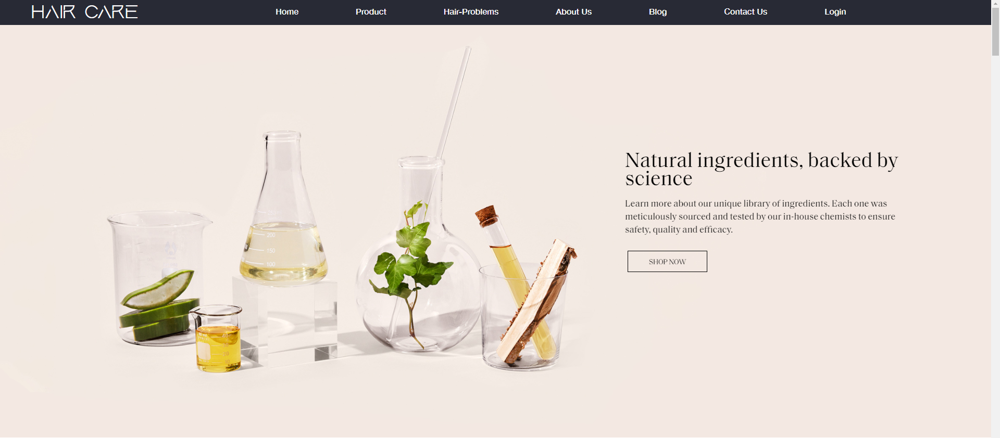 HAIR CARE
Home
Product
Hair-Problems
About Us
Blog
Contact Us
Login
Natural ingredients, backed by
science
Learn more about our unique library of ingredients. Each one was
meticulously sourced and tested by our in-house chemists to ensure
safety, quality and efficacy.
SHOP NOW
200
150
100